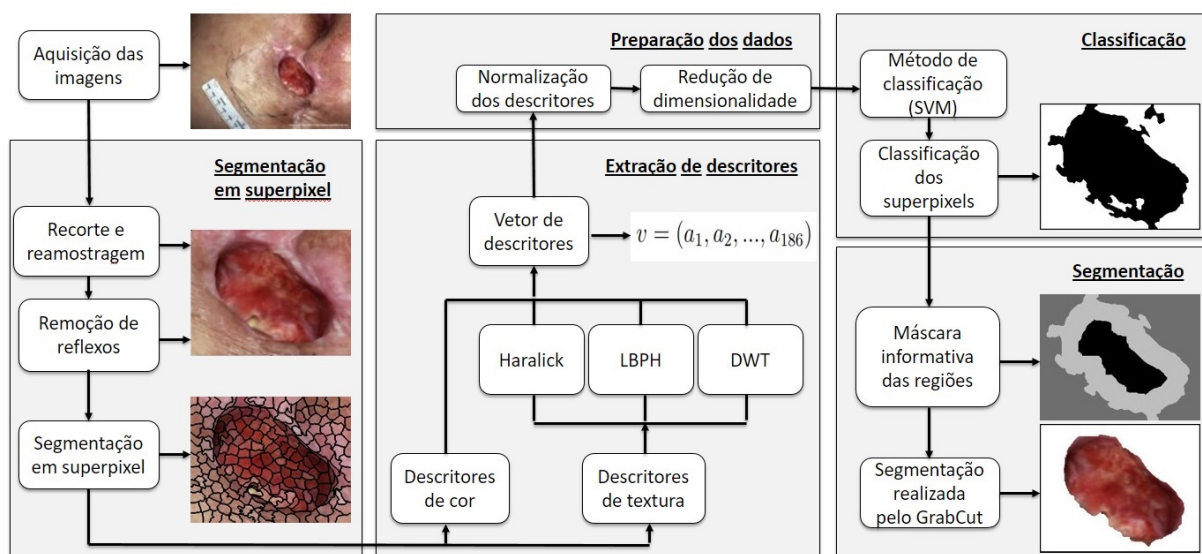 Aquisição das
imagens
Segmentação
em superpixel
Recorte e
reamostragem
Remoção de
reflexos
Segmentação
em superpixel
Preparação dos dados
Normalização
dos descritores
Redução de
dimensionalidade
Extração de descritores
Vetor de
descritores
v = (a1, a2, ..., a186)
Haralick
LBPH
DWT
Descritores
de cor
Descritores
de textura
Classificação
Método de
classificação
(SVM)
Classificação
dos
superpixels
Segmentação
Máscara
informativa
das regiões
Segmentação
realizada
pelo GrabCut